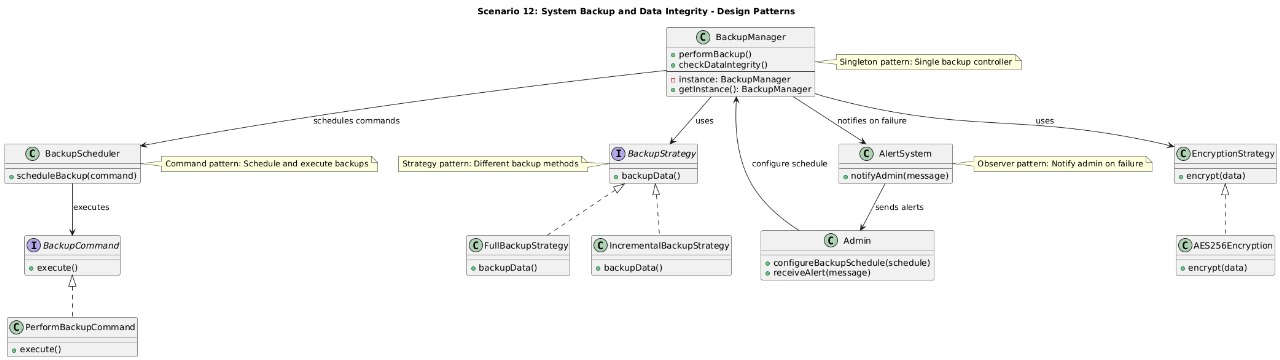 Scenario 12: System Backup and Data Integrity - Design Patterns
C BackupManager
performBackup()
checkDataIntegrity()
instance: BackupManager
getInstance(): BackupManager
Singleton pattern: Single backup controller
schedules commands
uses
notifies on failure
uses
configure schedule
C BackupScheduler
scheduleBackup(command)
Command pattern: Schedule and execute backups
Strategy pattern: Different backup methods
I BackupStrategy
backupData()
C AlertSystem
notifyAdmin(message)
Observer pattern: Notify admin on failure
C EncryptionStrategy
encrypt(data)
executes
sends alerts
I BackupCommand
execute()
C FullBackupStrategy
backupData()
C IncrementalBackupStrategy
backupData()
C Admin
configureBackupSchedule(schedule)
receiveAlert(message)
C AES256Encryption
encrypt(data)
C PerformBackupCommand
execute()